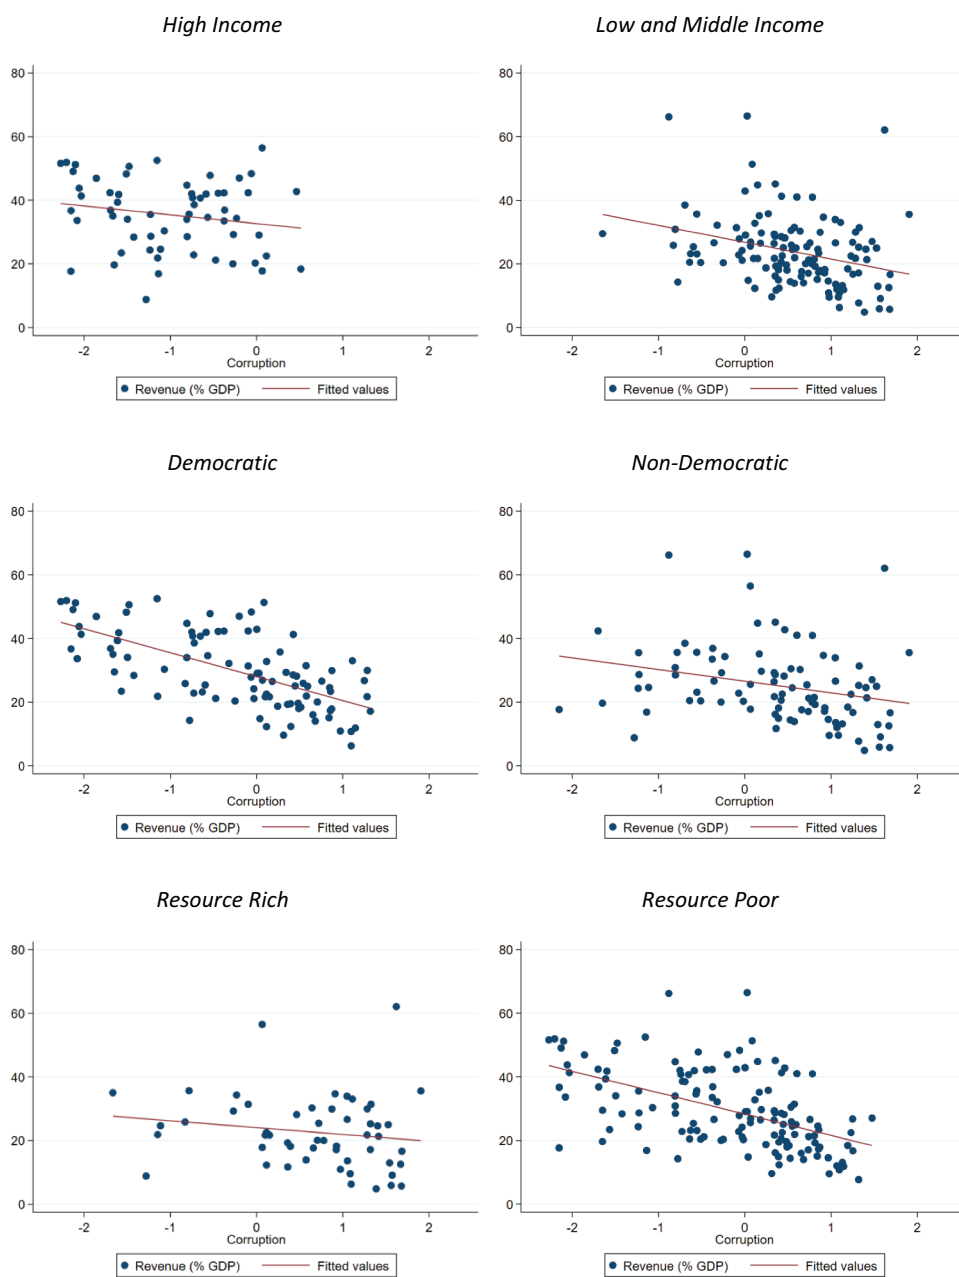 High Income
80
60
40
20
0
-2 -1 0 1 2
Corruption
Revenue (% GDP) Fitted values
Low and Middle Income
80
60
40
20
0
-2 -1 0 1 2
Corruption
Revenue (% GDP) Fitted values
Democratic
80
60
40
20
0
-2 -1 0 1 2
Corruption
Revenue (% GDP) Fitted values
Non-Democratic
80
60
40
20
0
-2 -1 0 1 2
Corruption
Revenue (% GDP) Fitted values
Resource Rich
80
60
40
20
0
-2 -1 0 1 2
Corruption
Revenue (% GDP) Fitted values
Resource Poor
80
60
40
20
0
-2 -1 0 1 2
Corruption
Revenue (% GDP) Fitted values